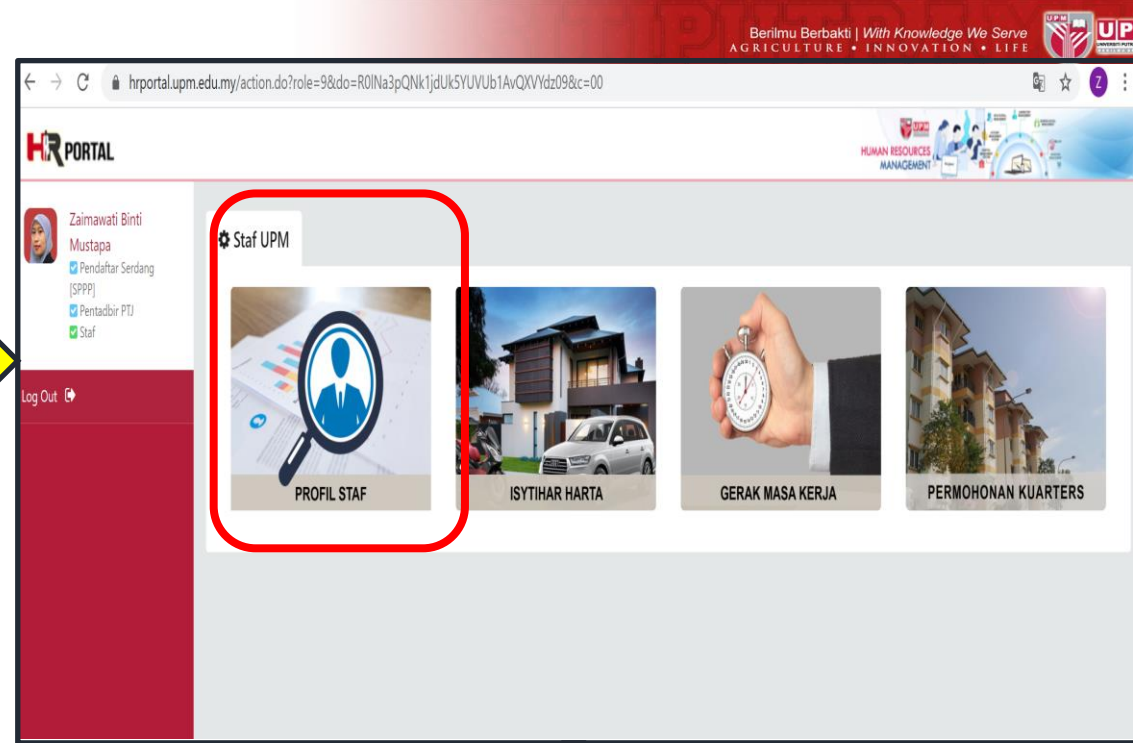 Berilmu Berbakti | With Knowledge We Serve
AGRICULTURE • INNOVATION • LIFE
UPM
UP
hrportal.upm.edu.my/action.do?role=9&do=R0lNa3pQNk1jdUk5YUVUb1AvQXVYdz09&c=00
Z
HR PORTAL
UPM
HUMAN RESOURCES
MANAGEMENT
Zaimawati Binti
Mustapa
Pendaftar Serdang
[SPPP]
Pentadbir PTJ
Staf
Log Out
Staf UPM
PROFIL STAF
ISYTIHAR HARTA
GERAK MASA KERJA
PERMOHONAN KUARTERS